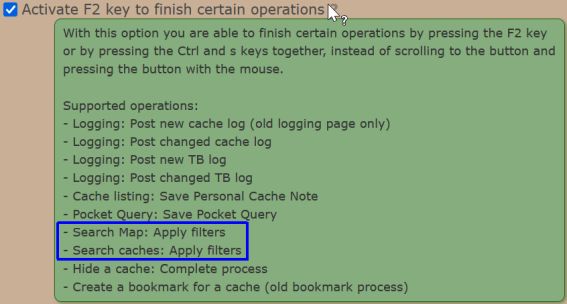 Activate F2 key to finish certain operations ?
With this option you are able to finish certain operations by pressing the F2 key
or by pressing the Ctrl and s keys together, instead of scrolling to the button and
pressing the button with the mouse.
Supported operations:
- Logging: Post new cache log (old logging page only)
- Logging: Post changed cache log
- Logging: Post new TB log
- Logging: Post changed TB log
- Cache listing: Save Personal Cache Note
- Pocket Query: Save Pocket Query
- Search Map: Apply filters
- Search caches: Apply filters
- Hide a cache: Complete process
- Create a bookmark for a cache (old bookmark process)